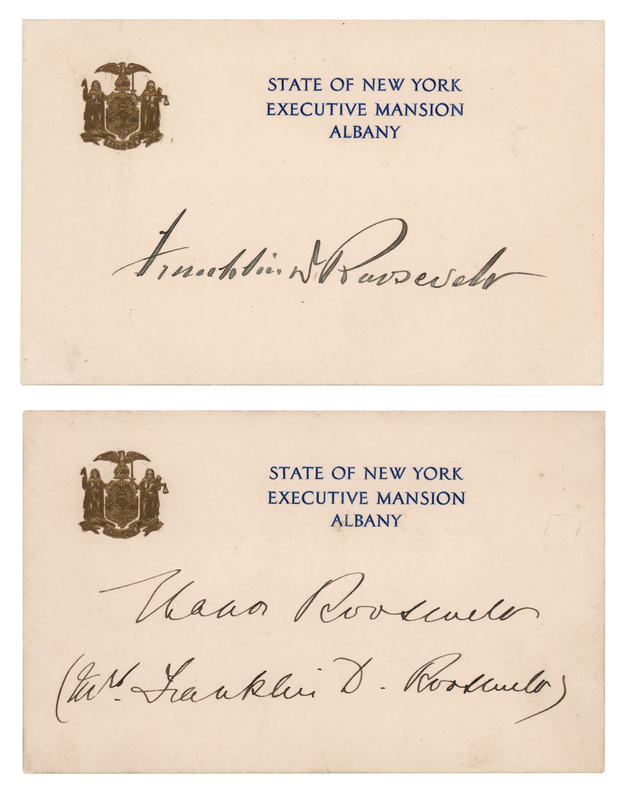 STATE OF NEW YORK
EXECUTIVE MANSION
ALBANY
Franklin D Roosevelt
STATE OF NEW YORK
EXECUTIVE MANSION
ALBANY
Eleanor Roosevelt
(Mrs. Franklin D. Roosevelt)